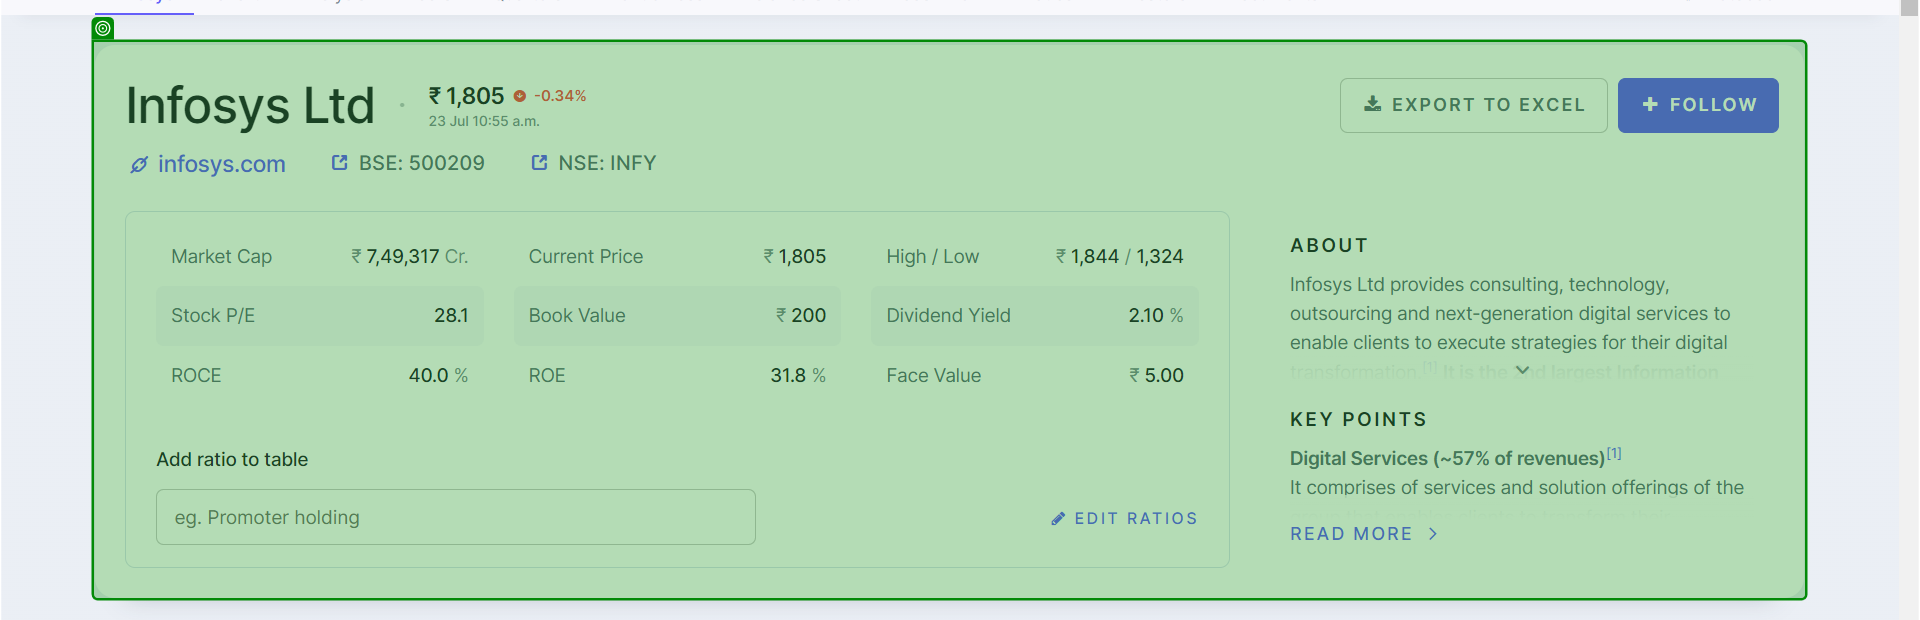 Infosys Ltd
₹ 1,805 -0.34%
23 Jul 10:55 a.m.
EXPORT TO EXCEL
FOLLOW
infosys.com
BSE: 500209
NSE: INFY
Market Cap ₹ 7,49,317 Cr.
Current Price ₹ 1,805
High / Low ₹ 1,844 / 1,324
Stock P/E 28.1
Book Value ₹ 200
Dividend Yield 2.10 %
ROCE 40.0 %
ROE 31.8 %
Face Value ₹ 5.00
Add ratio to table
eg. Promoter holding
EDIT RATIOS
ABOUT
Infosys Ltd provides consulting, technology,
outsourcing and next-generation digital services to
enable clients to execute strategies for their digital
transformation.[1] It is the 2nd largest Information
KEY POINTS
Digital Services (~57% of revenues)[1]
It comprises of services and solution offerings of the
READ MORE